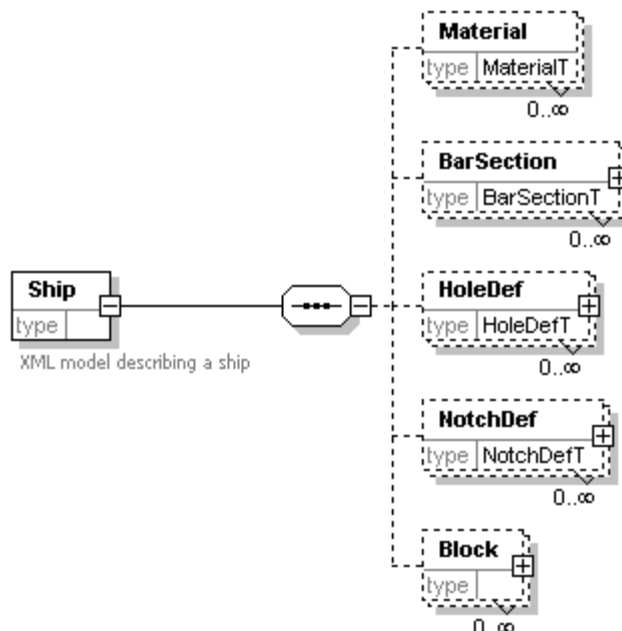 Material
type MaterialT
0..∞
BarSection
type BarSectionT
0..∞
Ship
type
XML model describing a ship
HoleDef
type HoleDefT
0..∞
NotchDef
type NotchDefT
0..∞
Block
type
0..∞